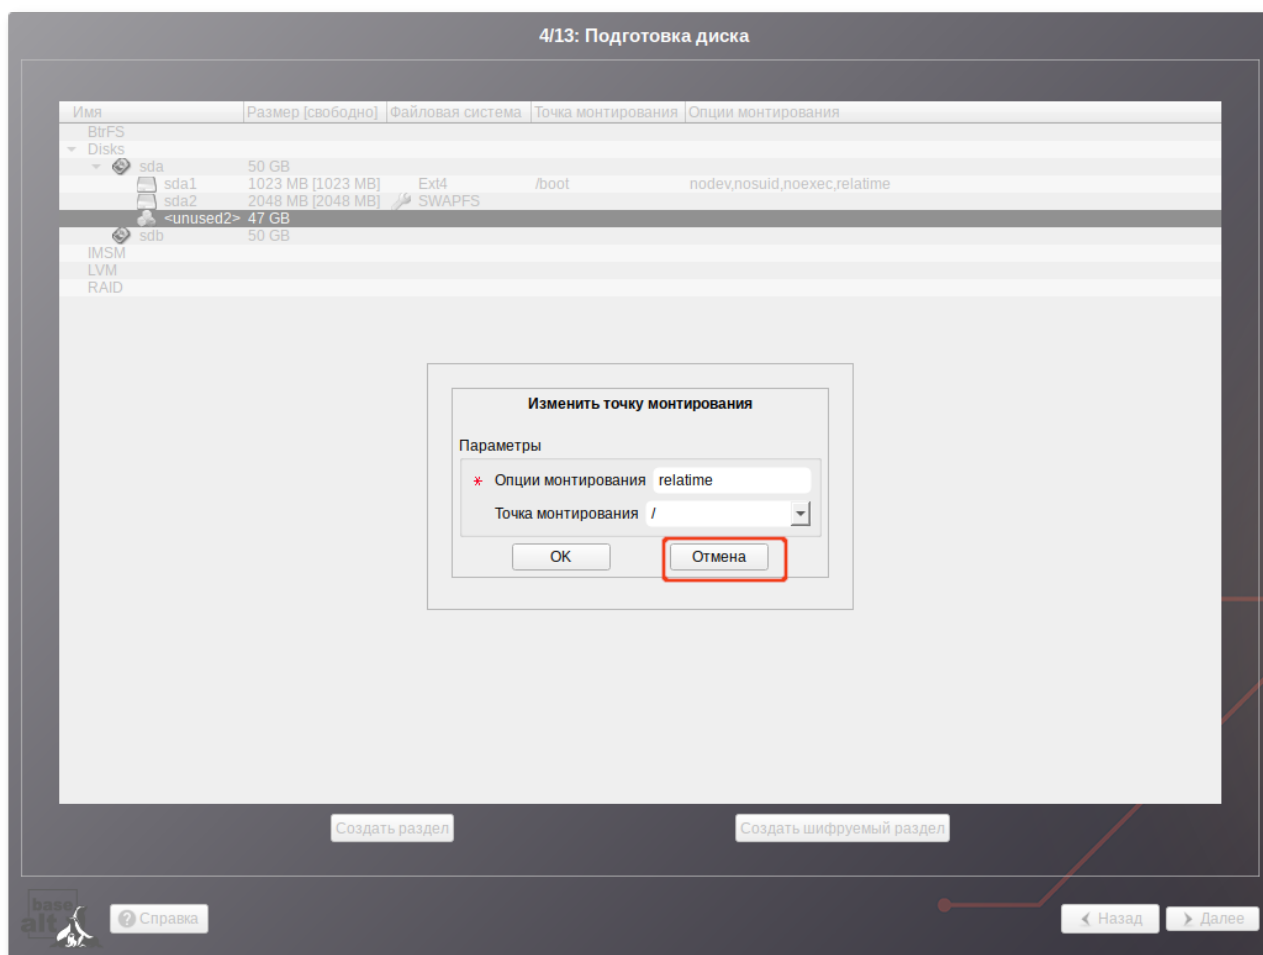 4/13: Подготовка диска
Имя Размер [свободно] Файловая система Точка монтирования Опции монтирования
BtrFS
Disks
sda 50 GB
sda1 1023 MB [1023 MB] Ext4 /boot nodev,nosuid,noexec,relatime
sda2 2048 MB [2048 MB] SWAPFS
<unused2> 47 GB
sdb 50 GB
IMSM
LVM
RAID
Изменить точку монтирования
Параметры
* Опции монтирования relatime
Точка монтирования /
OK Отмена
Создать раздел Создать шифруемый раздел
base
alt Справка Назад Далее